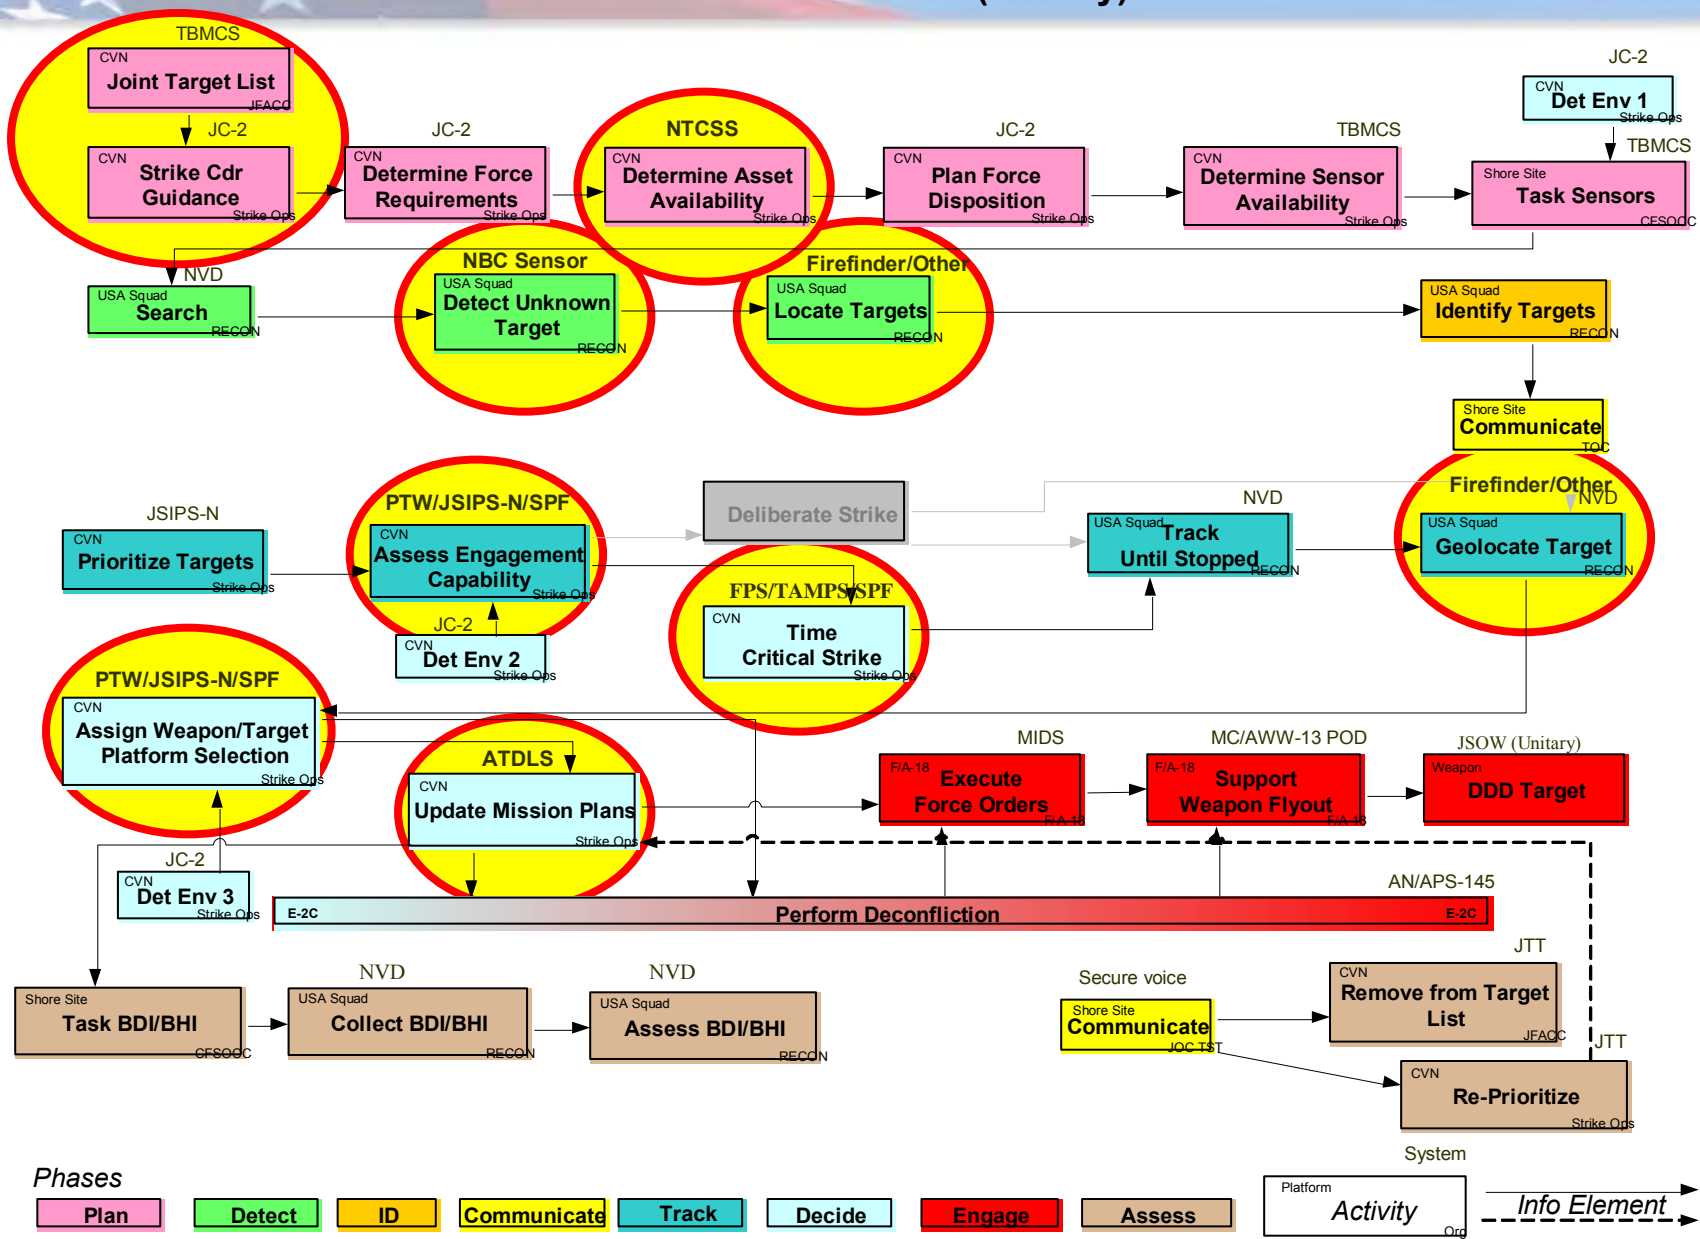 TBMCS
CVN
Joint Target List
JFACC
JC-2
CVN
Strike Cdr
Guidance
Strike Ops
JC-2
CVN
Determine Force
Requirements
Strike Ops
NTCSS
CVN
Determine Asset
Availability
Strike Ops
JC-2
CVN
Plan Force
Disposition
Strike Ops
TBMCS
CVN
Determine Sensor
Availability
Strike Ops
JC-2
CVN
Det Env 1
Strike Ops
TBMCS
Shore Site
Task Sensors
CFSOCC
NVD
USA Squad
Search
RECON
NBC Sensor
USA Squad
Detect Unknown
Target
RECON
Firefinder/Other
USA Squad
Locate Targets
RECON
USA Squad
Identify Targets
RECON
Shore Site
Communicate
TOC
JSIPS-N
CVN
Prioritize Targets
Strike Ops
PTW/JSIPS-N/SPF
CVN
Assess Engagement
Capability
Strike Ops
JC-2
CVN
Det Env 2
Strike Ops
Deliberate Strike
FPS/TAMPS/SPF
CVN
Time
Critical Strike
Strike Ops
NVD
USA Squad
Track
Until Stopped
RECON
Firefinder/Other
NVD
USA Squad
Geolocate Target
RECON
PTW/JSIPS-N/SPF
CVN
Assign Weapon/Target
Platform Selection
Strike Ops
ATDLS
CVN
Update Mission Plans
Strike Ops
MIDS
F/A-18
Execute
Force Orders
F/A-18
MC/AWW-13 POD
F/A-18
Support
Weapon Flyout
F/A-18
JSOW (Unitary)
Weapon
DDD Target
JC-2
CVN
Det Env 3
Strike Ops
AN/APS-145
E-2C
Perform Deconfliction
E-2C
Shore Site
Task BDI/BHI
CFSOCC
NVD
USA Squad
Collect BDI/BHI
RECON
NVD
USA Squad
Assess BDI/BHI
RECON
Secure voice
Shore Site
Communicate
JOC TST
JTT
CVN
Remove from Target
List
JFACC
JTT
CVN
Re-Prioritize
Strike Ops
Phases
Plan
Detect
ID
Communicate
Track
Decide
Engage
Assess
System
Platform
Activity
Org
Info Element